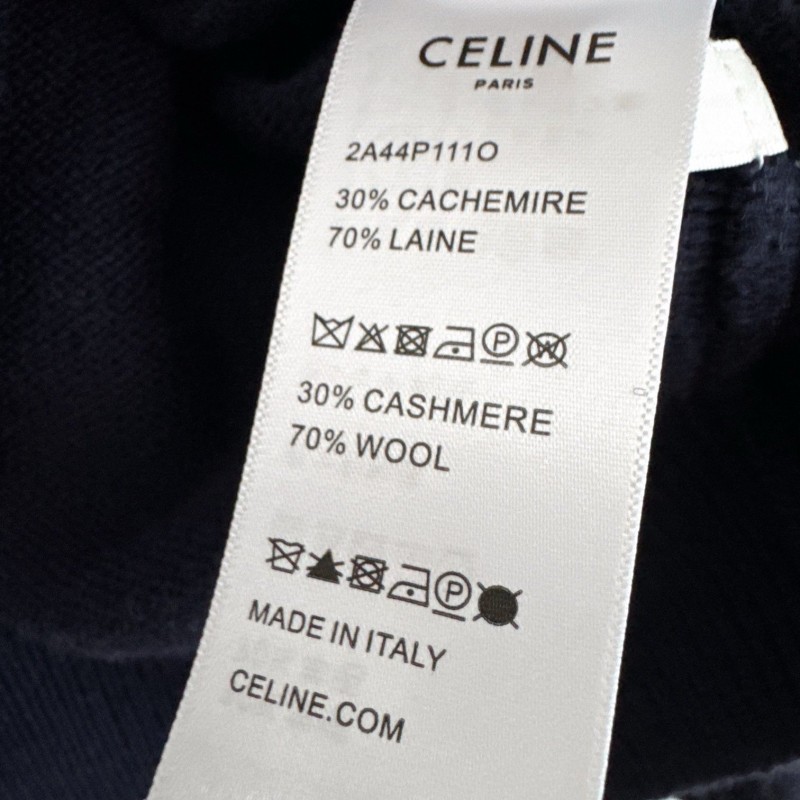 CELINE
PARIS
2A44P111O
30% CACHEMIRE
70% LAINE
P W
30% CASHMERE
70% WOOL
P
MADE IN ITALY
CELINE.COM